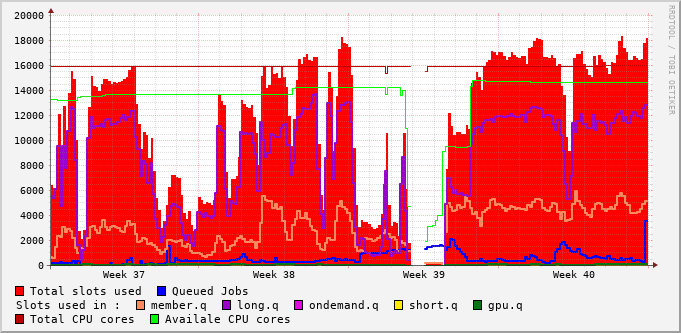 RRDTOOL / TOBI OETIKER
20000
18000
16000
14000
12000
10000
8000
6000
4000
2000
0
Week 37 Week 38 Week 39 Week 40
Total slots used Queued Jobs
Slots used in : member.q long.q ondemand.q short.q gpu.q
Total CPU cores Availale CPU cores